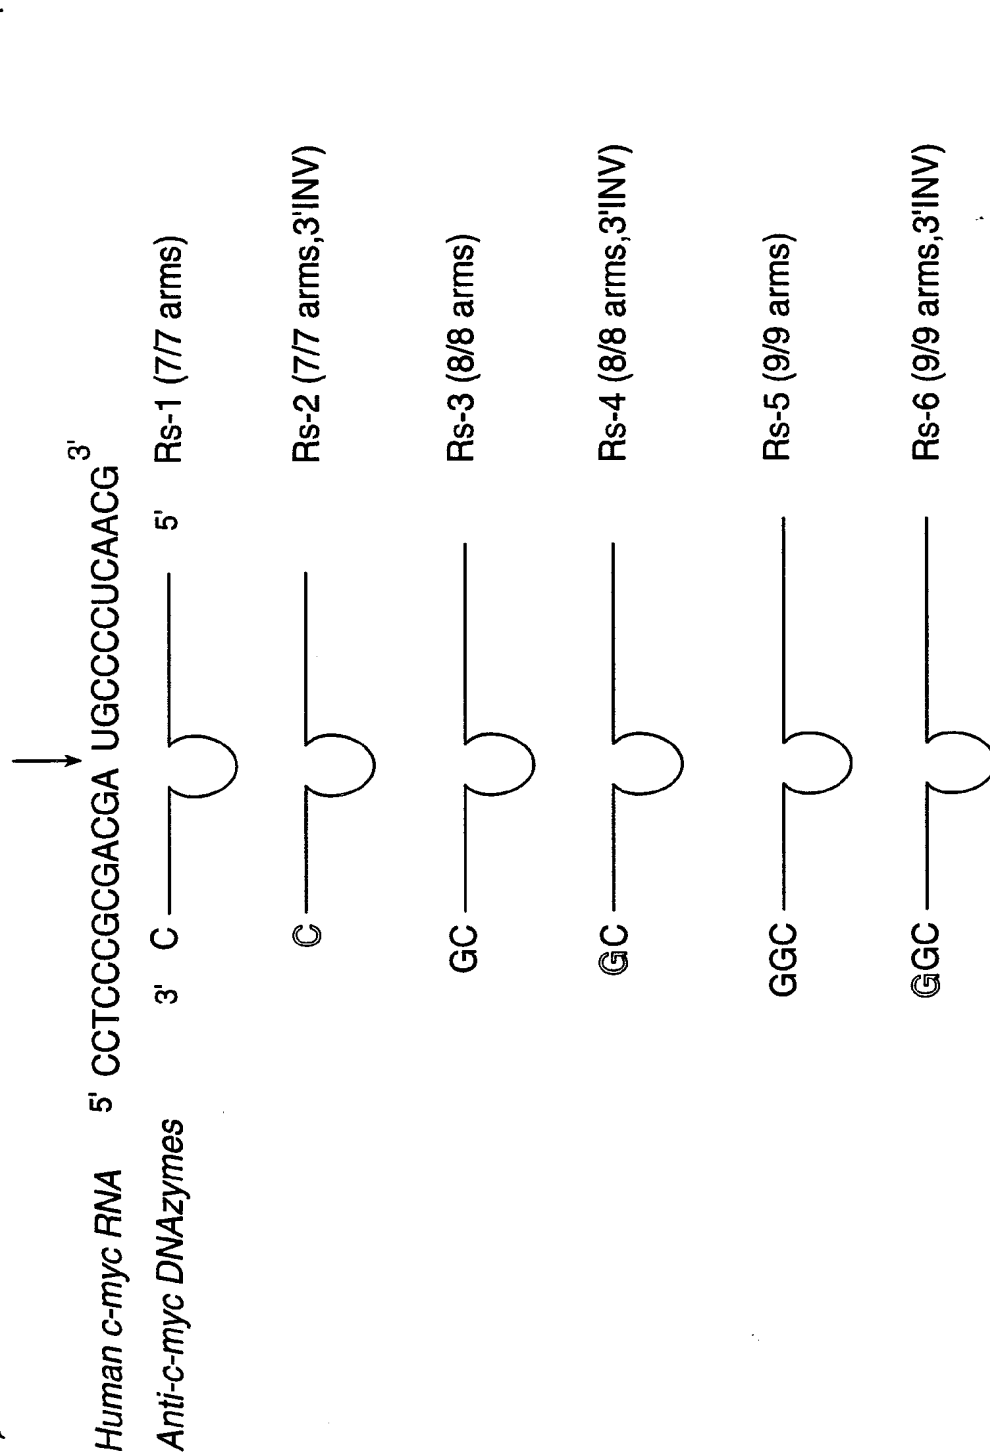 Human c-myc RNA 5' CCTCCCGCGACGA UGCCCCUCAACG 3'
Anti-c-myc DNAzymes 3' C 5' Rs-1 (7/7 arms)
C Rs-2 (7/7 arms,3'INV)
GC Rs-3 (8/8 arms)
GC Rs-4 (8/8 arms,3'INV)
GGC Rs-5 (9/9 arms)
GGC Rs-6 (9/9 arms,3'INV)